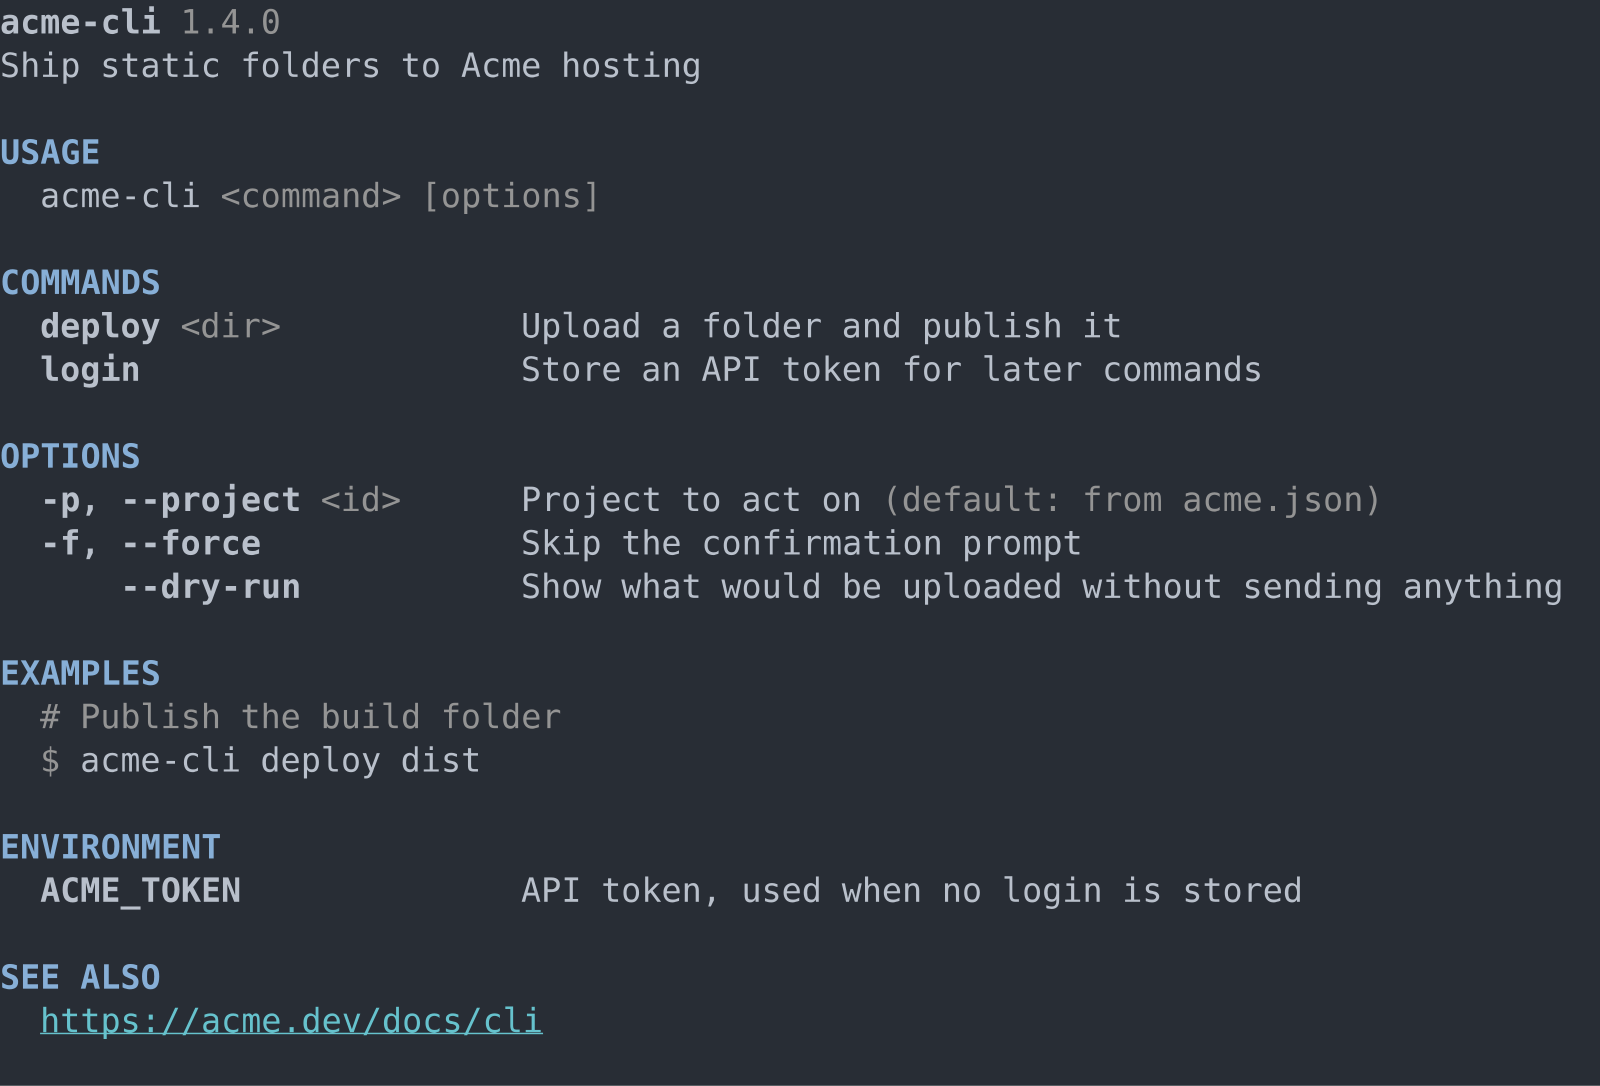 acme-cli 1.4.0
Ship static folders to Acme hosting

USAGE
  acme-cli <command> [options]

COMMANDS
  deploy <dir>            Upload a folder and publish it
  login                   Store an API token for later commands

OPTIONS
  -p, --project <id>      Project to act on (default: from acme.json)
  -f, --force             Skip the confirmation prompt
      --dry-run           Show what would be uploaded without sending anything

EXAMPLES
  # Publish the build folder
  $ acme-cli deploy dist

ENVIRONMENT
  ACME_TOKEN              API token, used when no login is stored

SEE ALSO
  https://acme.dev/docs/cli